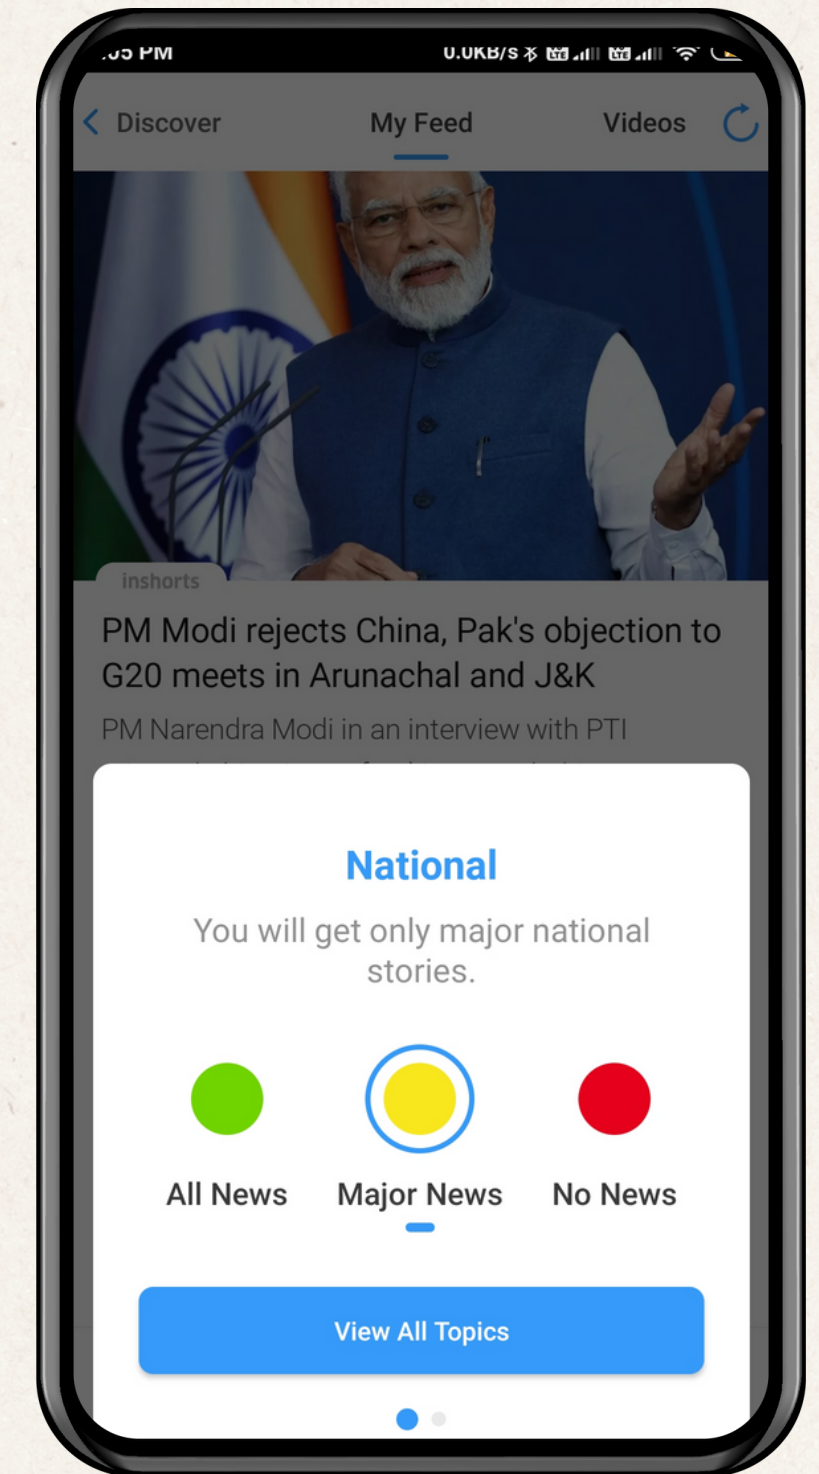 :05 PM 0.0KB/s LTE LTE
Discover My Feed Videos
inshorts
PM Modi rejects China, Pak's objection to
G20 meets in Arunachal and J&K
PM Narendra Modi in an interview with PTI
National
You will get only major national
stories.
All News Major News No News
View All Topics